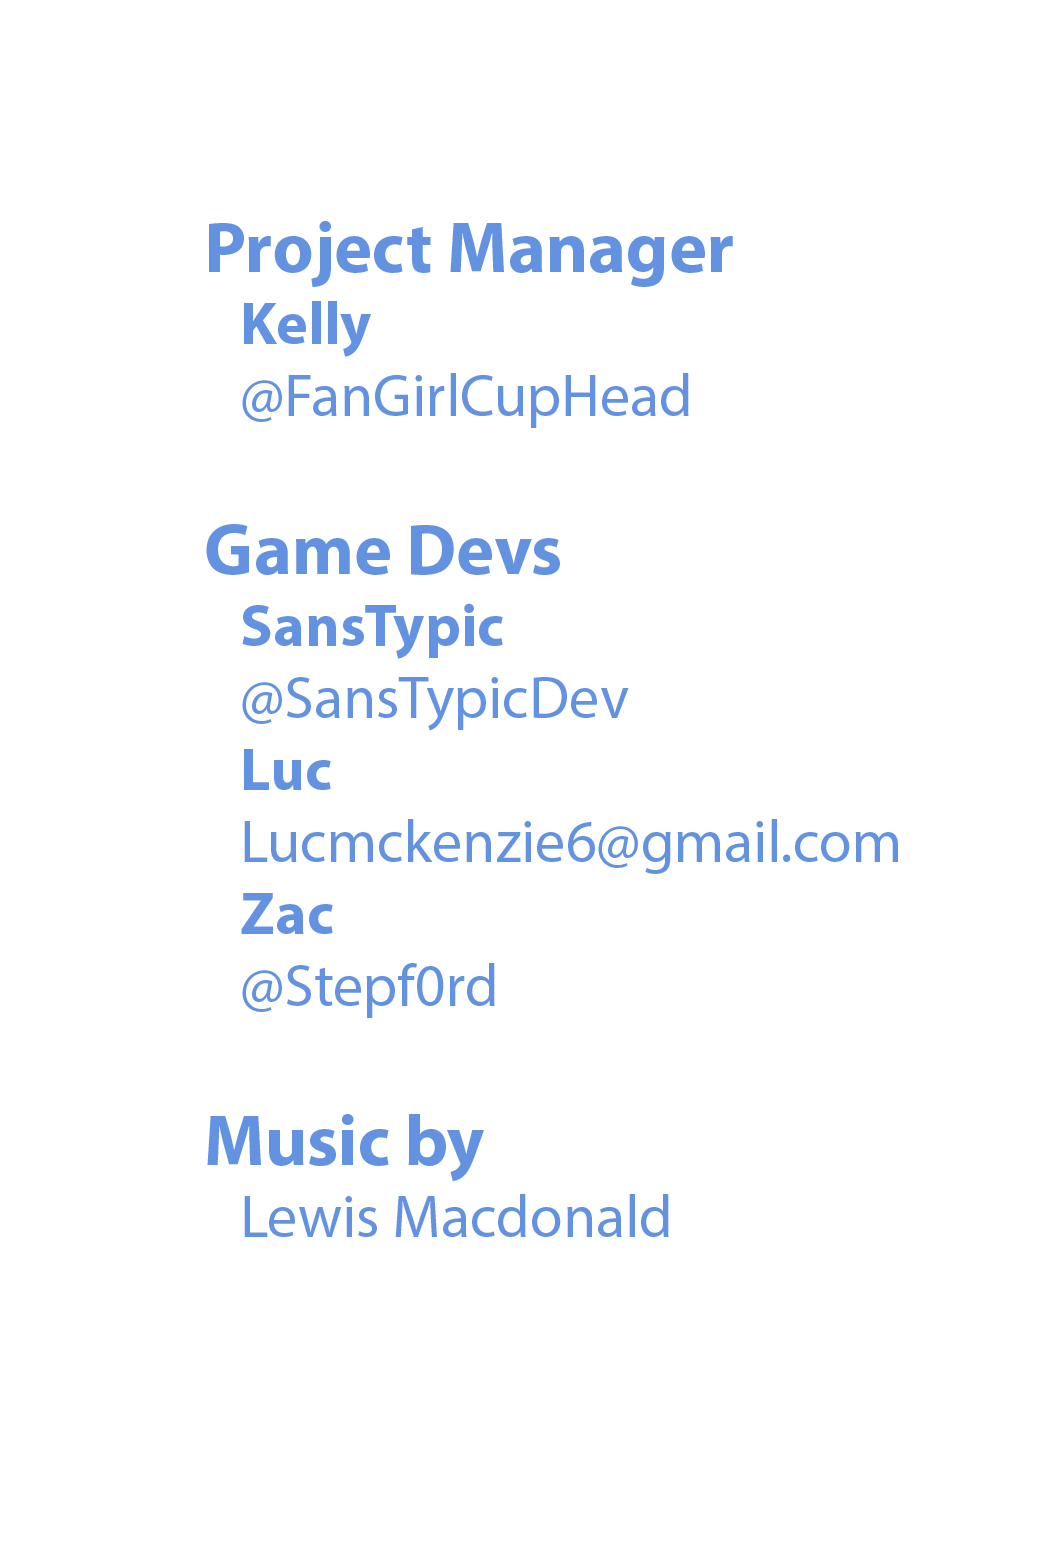 Project Manager
Kelly
@FanGirlCupHead
Game Devs
SansTypic
@SansTypicDev
Luc
Lucmckenzie6@gmail.com
Zac
@Stepf0rd
Music by
Lewis Macdonald